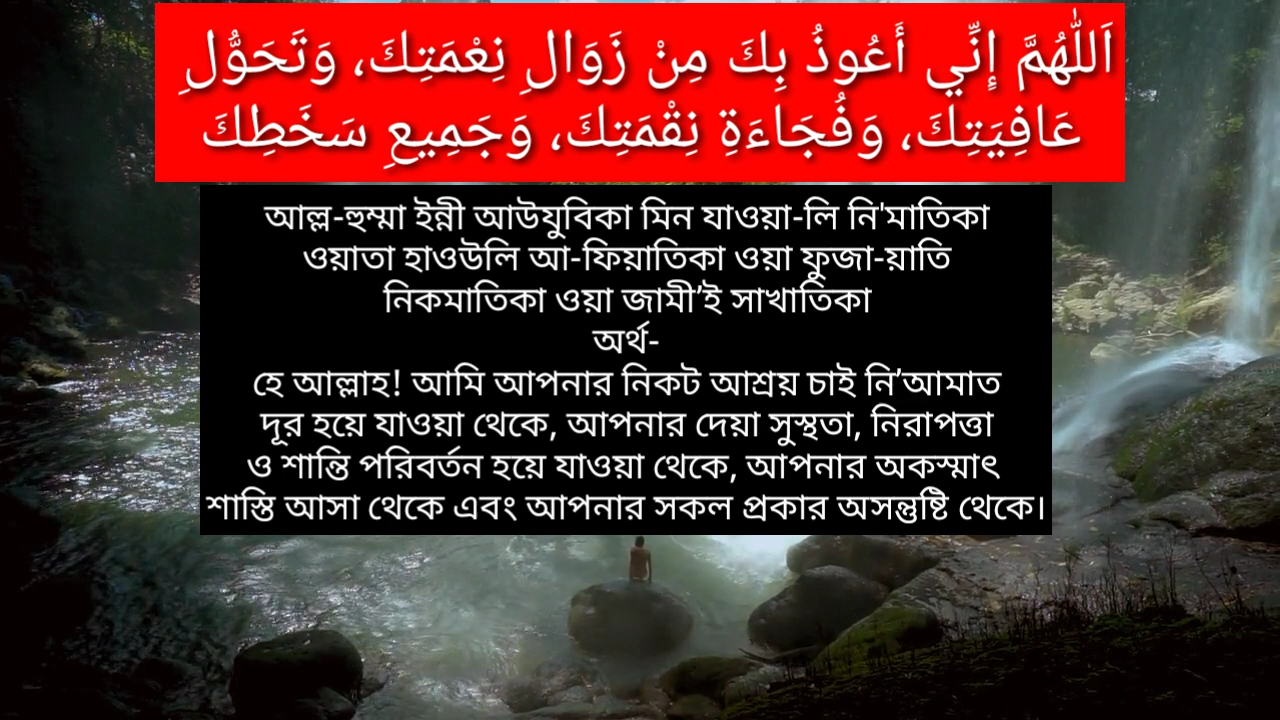 اَللّٰهُمَّ إِنِّي أَعُوذُ بِكَ مِنْ زَوَالِ نِعْمَتِكَ، وَتَحَوُّلِ
عَافِيَتِكَ، وَفُجَاءَةِ نِقْمَتِكَ، وَجَمِيعِ سَخَطِكَ
আল্ল-হুম্মা ইন্নী আউযুবিকা মিন যাওয়া-লি নি'মাতিকা
ওয়াতা হাওউলি আ-ফিয়াতিকা ওয়া ফুজা-য়াতি
নিকমাতিকা ওয়া জামী’ই সাখাতিকা
অর্থ-
হে আল্লাহ! আমি আপনার নিকট আশ্রয় চাই নি’আমাত
দূর হয়ে যাওয়া থেকে, আপনার দেয়া সুস্থতা, নিরাপত্তা
ও শান্তি পরিবর্তন হয়ে যাওয়া থেকে, আপনার অকস্মাৎ
শাস্তি আসা থেকে এবং আপনার সকল প্রকার অসন্তুষ্টি থেকে।